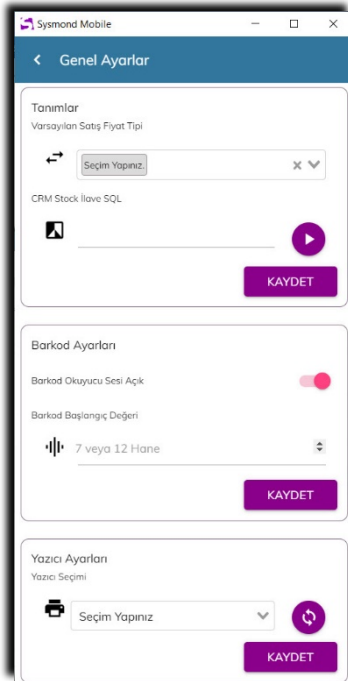 Sysmond Mobile
Genel Ayarlar
Tanımlar
Varsayılan Satış Fiyat Tipi
Seçim Yapınız.
CRM Stock İlave SQL
KAYDET
Barkod Ayarları
Barkod Okuyucu Sesi Açık
Barkod Başlangıç Değeri
7 veya 12 Hane
KAYDET
Yazıcı Ayarları
Yazıcı Seçimi
Seçim Yapınız
KAYDET